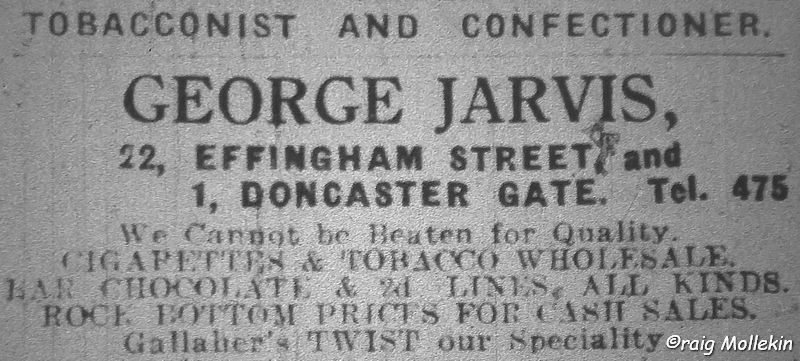 TOBACCONIST AND CONFECTIONER.
GEORGE JARVIS,
22, EFFINGHAM STREET, and
1, DONCASTER GATE. Tel. 475
We Cannot be Beaten for Quality.
CIGARETTES & TOBACCO WHOLESALE.
BAR CHOCOLATE & 2d LINES, ALL KINDS.
ROCK BOTTOM PRICES FOR CASH SALES.
Gallaher's TWIST our Speciality
©raig Mollekin